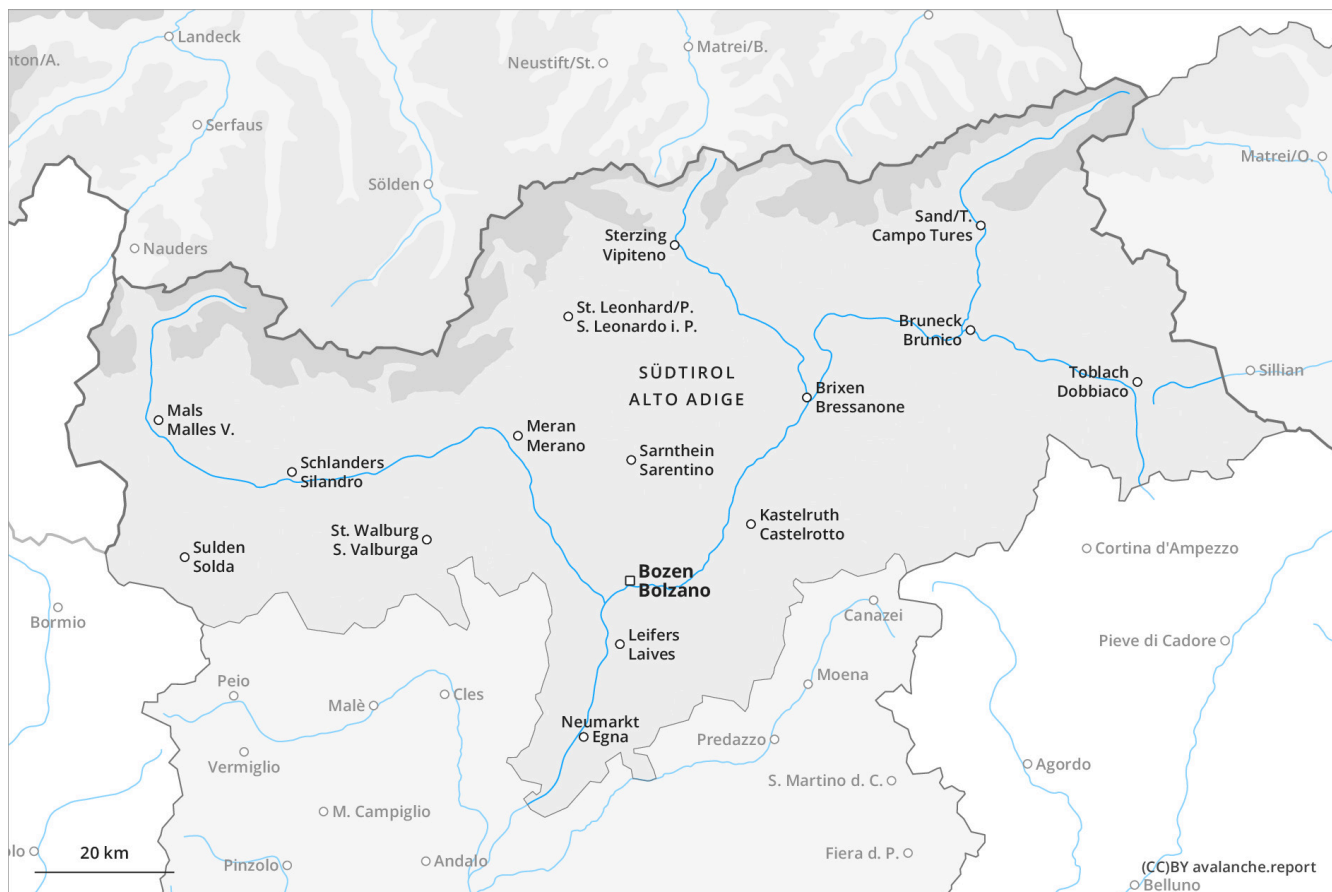 Landeck
Matrei/B.
nton/A.
Neustift/St.
Serfaus
Matrei/O.
Sölden
Sand/T.
Campo Tures
Sterzing
Vipiteno
Nauders
St. Leonhard/P.
S. Leonardo i. P.
Bruneck
Brunico
SÜDTIROL
ALTO ADIGE
Toblach
Dobbiaco
Sillian
Brixen
Bressanone
Mals
Malles V.
Meran
Merano
Sarnthein
Sarentino
Schlanders
Silandro
Kastelruth
Castelrotto
St. Walburg
S. Valburga
Sulden
Solda
Cortina d'Ampezzo
Bozen
Bolzano
Bormio
Canazei
Leifers
Laives
Pieve di Cadore
Peio
Malè
Cles
Moena
Neumarkt
Egna
Predazzo
Vermiglio
Agordo
S. Martino d. C.
M. Campiglio
olo
20 km
Pinzolo
Andalo
Fiera d. P.
(CC)BY avalanche.report
Belluno